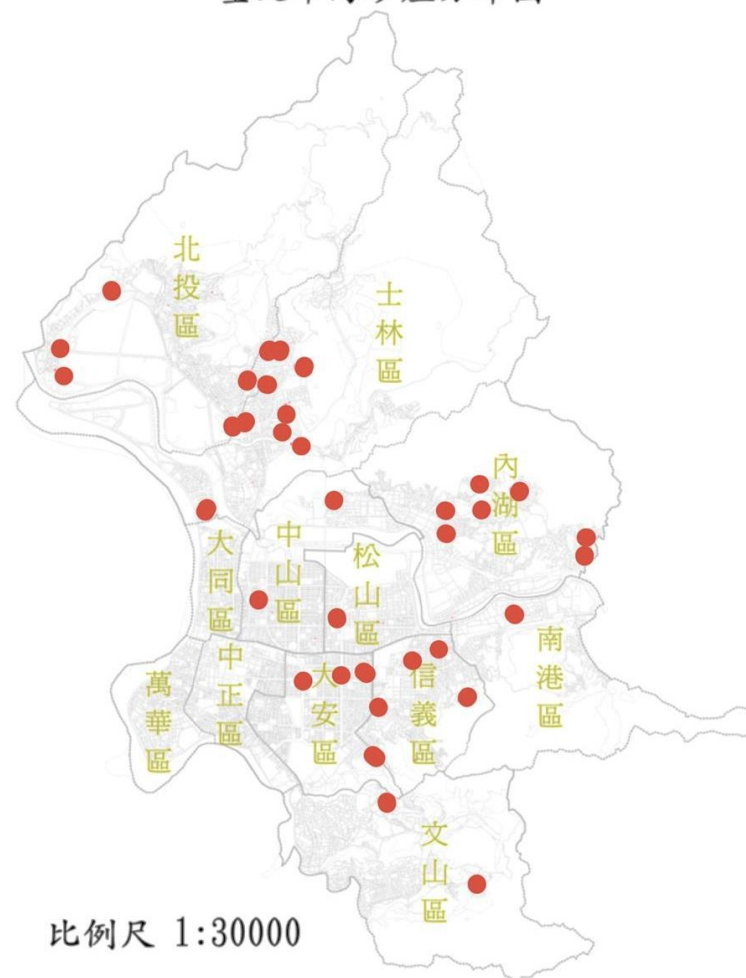 北投區
士林區
內湖區
大同區
中山區
松山區
南港區
萬華區
中正區
大安區
信義區
文山區
比例尺 1:30000